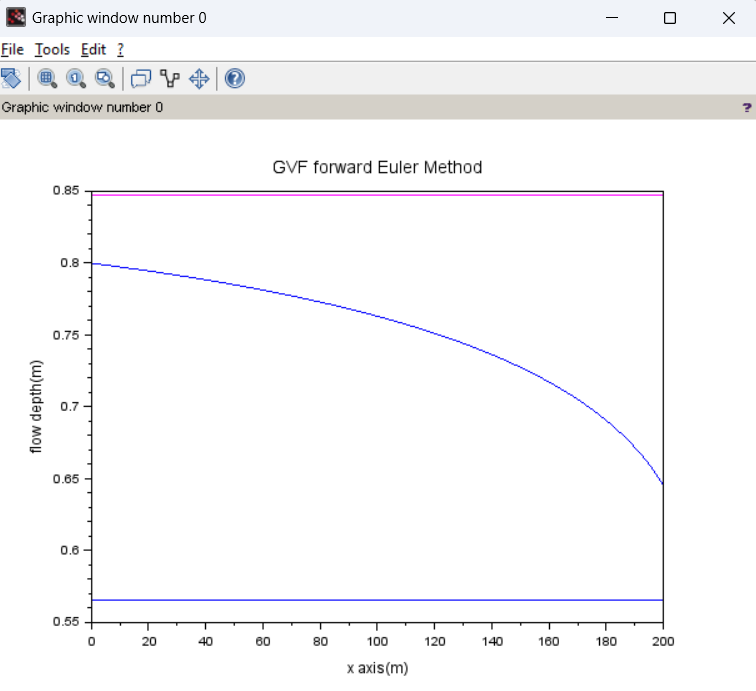 Graphic window number 0
File Tools Edit ?
Graphic window number 0 ?
GVF forward Euler Method
0.85
0.8
0.75
0.7
0.65
0.6
0.55
flow depth(m)
0 20 40 60 80 100 120 140 160 180 200
x axis(m)